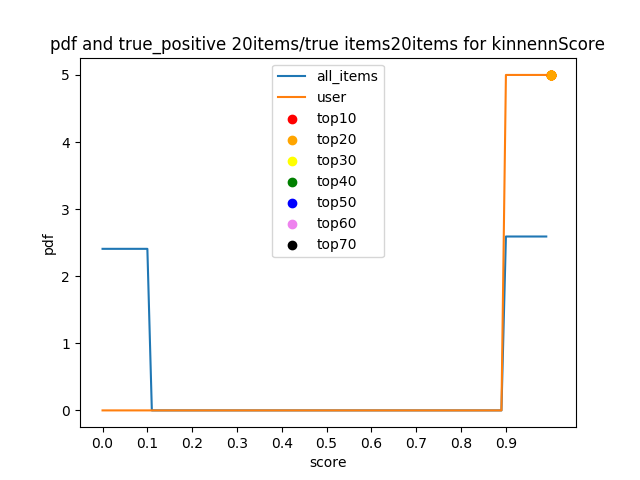 pdf and true_positive 20items/true items20items for kinnennScore
all_items
user
top10
top20
top30
top40
top50
top60
top70
5
4
3
2
1
0
pdf
0.0 0.1 0.2 0.3 0.4 0.5 0.6 0.7 0.8 0.9
score